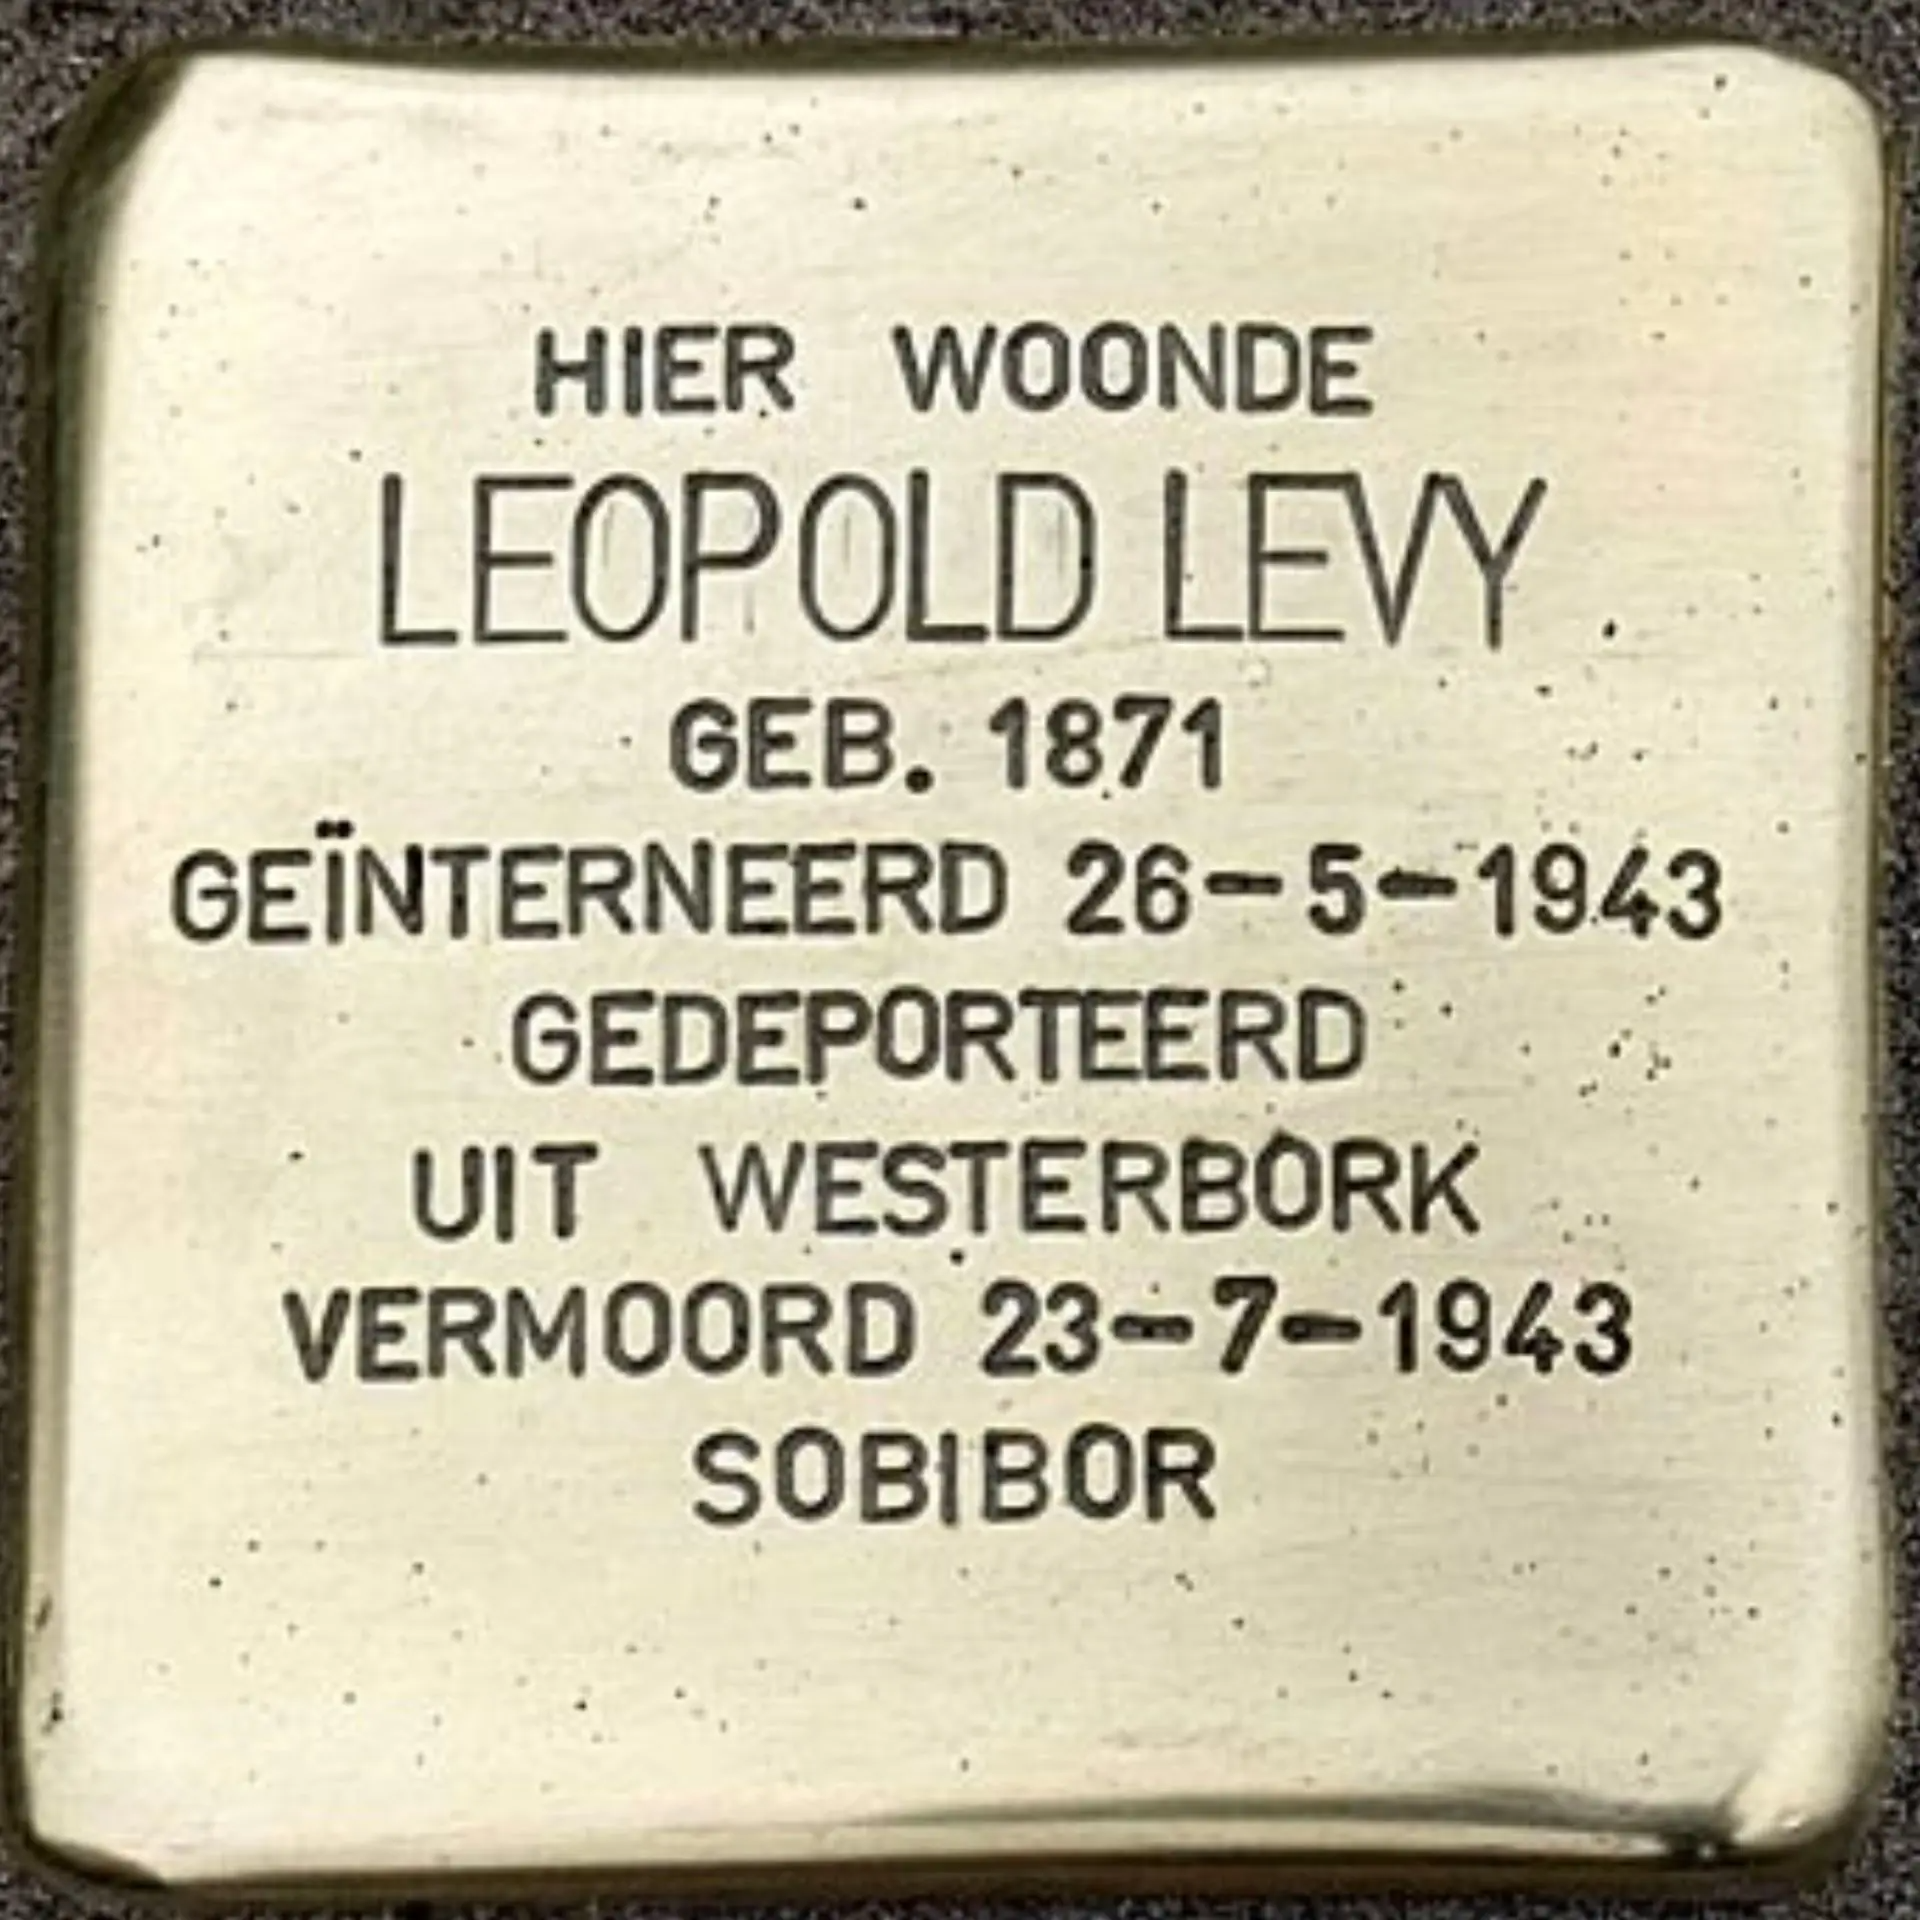 HIER WOONDE
LEOPOLD LEVY
GEB. 1871
GEÏNTERNEERD 26-5-1943
GEDEPORTEERD
UIT WESTERBORK
VERMOORD 23-7-1943
SOBIBOR